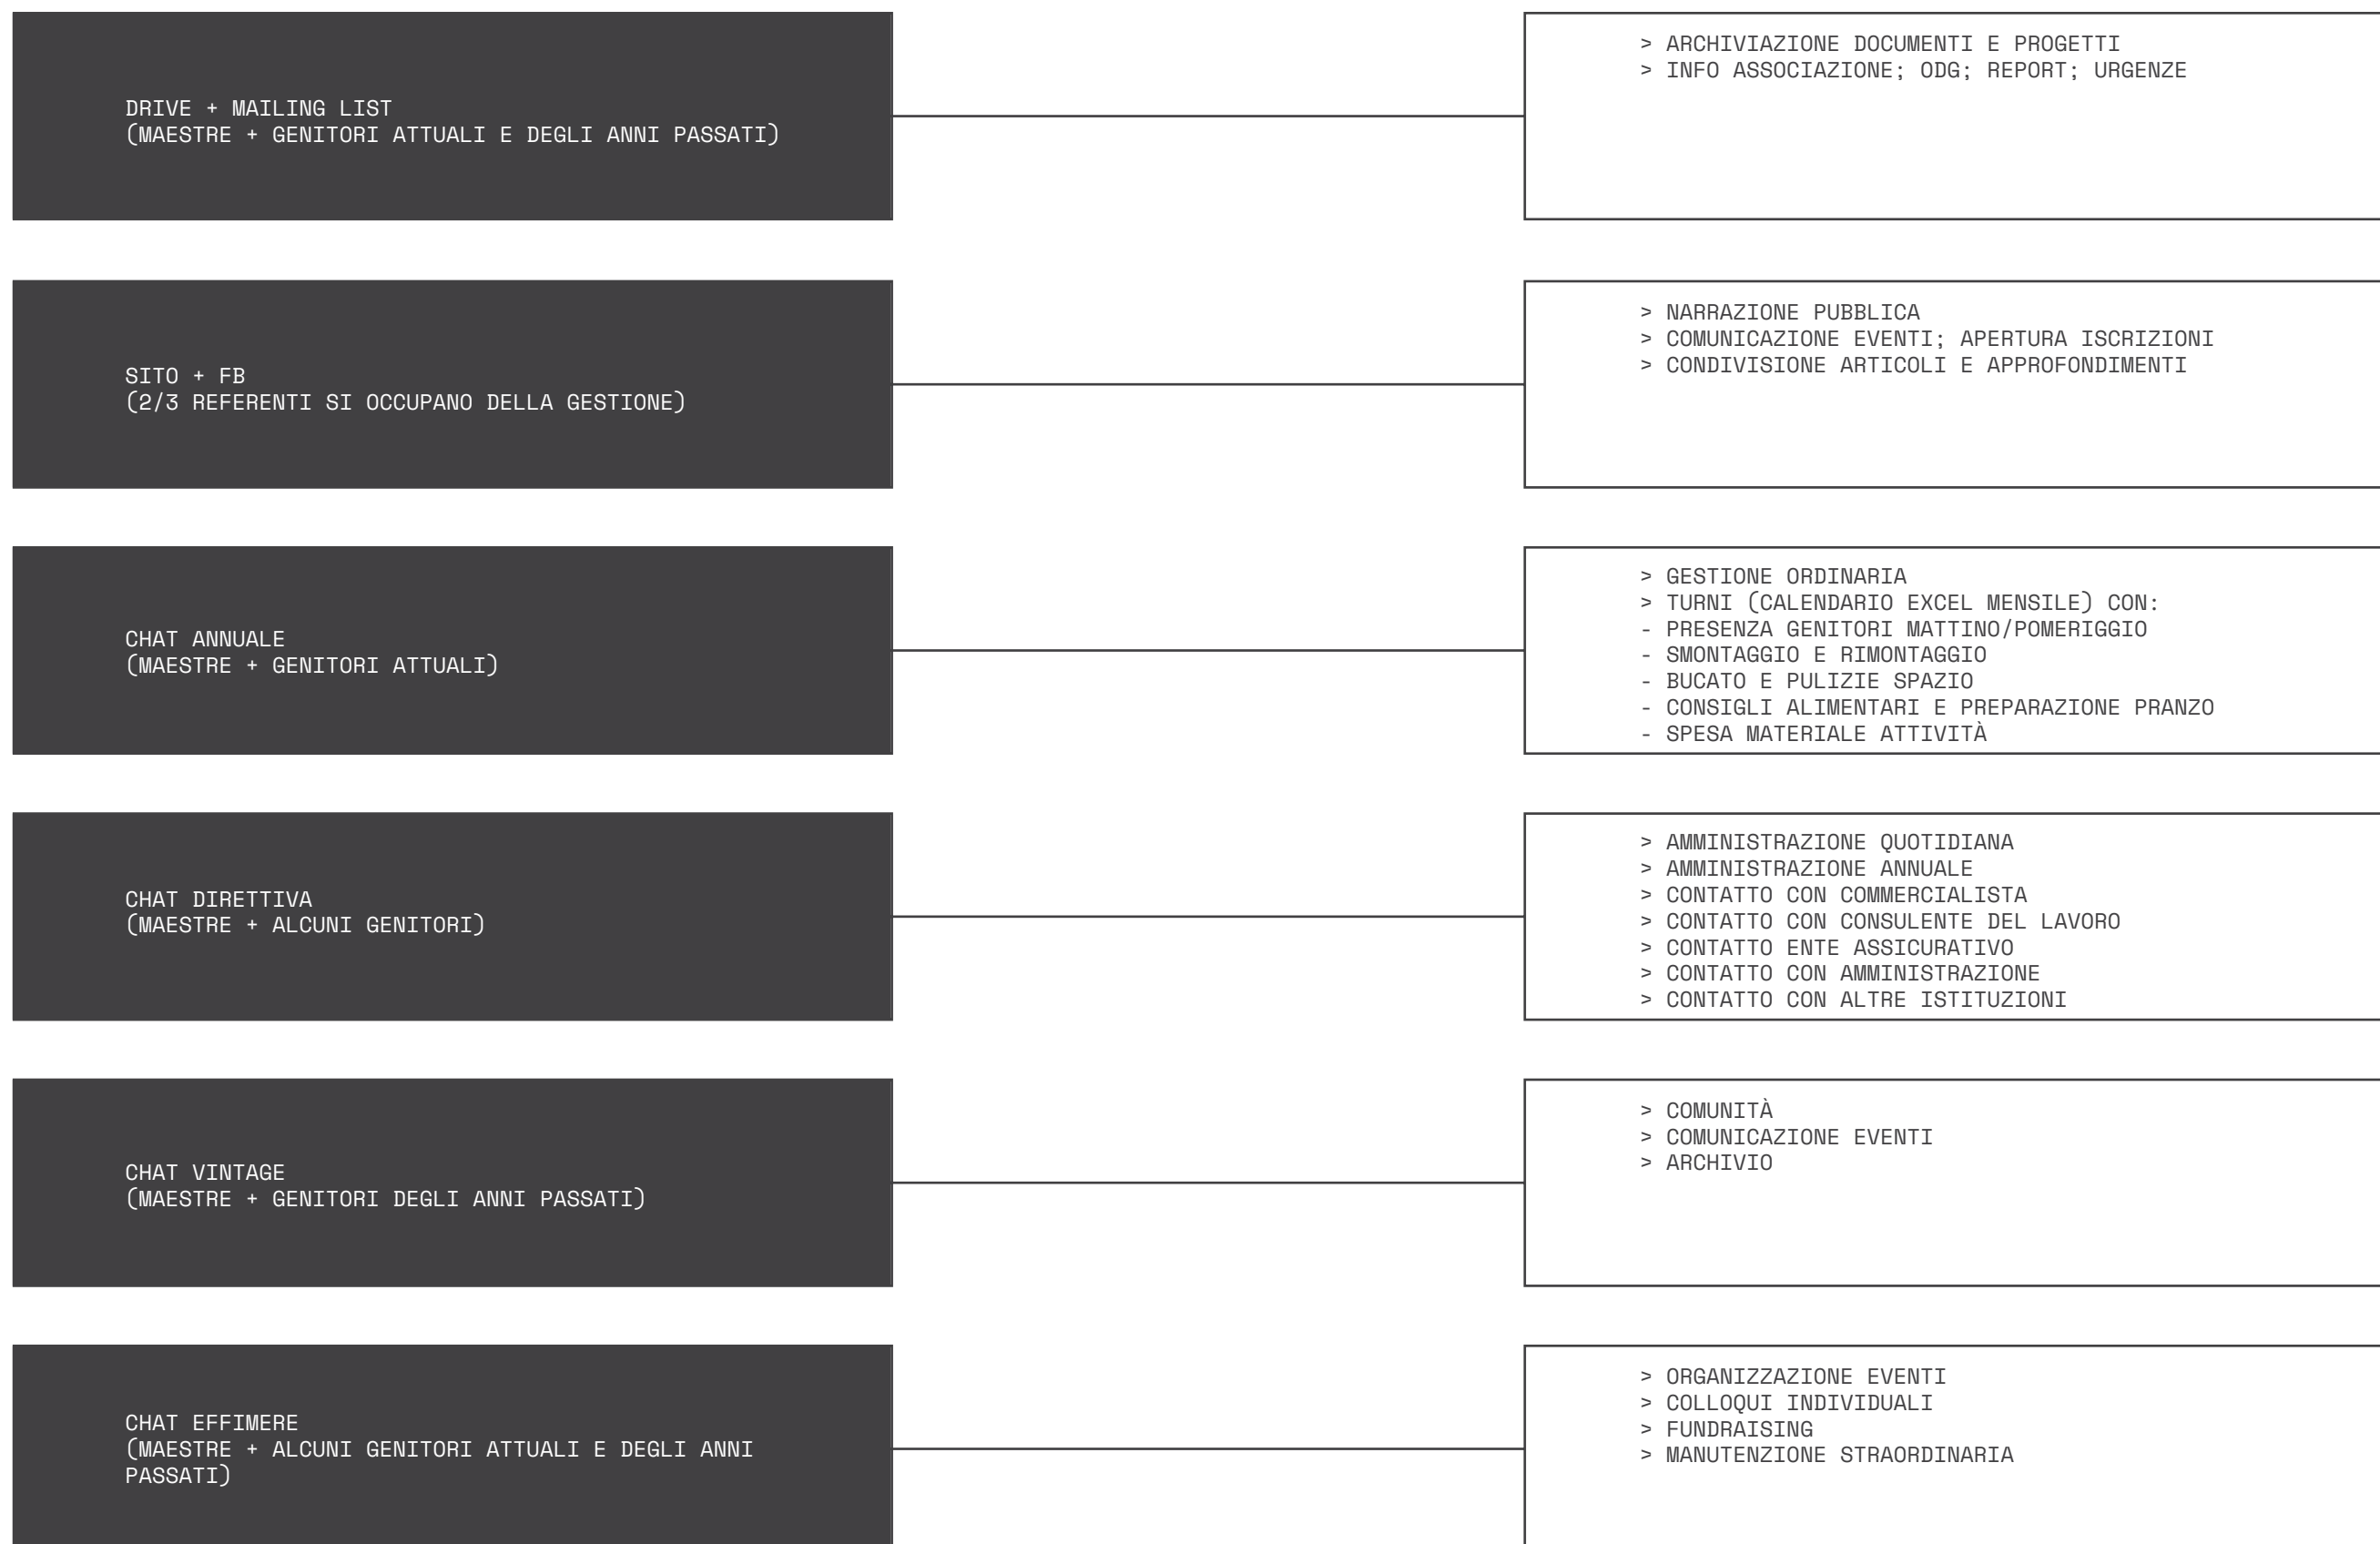 DRIVE + MAILING LIST
(MAESTRE + GENITORI ATTUALI E DEGLI ANNI PASSATI)
> ARCHIVIAZIONE DOCUMENTI E PROGETTI
> INFO ASSOCIAZIONE; ODG; REPORT; URGENZE
SITO + FB
(2/3 REFERENTI SI OCCUPANO DELLA GESTIONE)
> NARRAZIONE PUBBLICA
> COMUNICAZIONE EVENTI; APERTURA ISCRIZIONI
> CONDIVISIONE ARTICOLI E APPROFONDIMENTI
CHAT ANNUALE
(MAESTRE + GENITORI ATTUALI)
> GESTIONE ORDINARIA
> TURNI (CALENDARIO EXCEL MENSILE) CON:
- PRESENZA GENITORI MATTINO/POMERIGGIO
- SMONTAGGIO E RIMONTAGGIO
- BUCATO E PULIZIE SPAZIO
- CONSIGLI ALIMENTARI E PREPARAZIONE PRANZO
- SPESA MATERIALE ATTIVITÀ
CHAT DIRETTIVA
(MAESTRE + ALCUNI GENITORI)
> AMMINISTRAZIONE QUOTIDIANA
> AMMINISTRAZIONE ANNUALE
> CONTATTO CON COMMERCIALISTA
> CONTATTO CON CONSULENTE DEL LAVORO
> CONTATTO ENTE ASSICURATIVO
> CONTATTO CON AMMINISTRAZIONE
> CONTATTO CON ALTRE ISTITUZIONI
CHAT VINTAGE
(MAESTRE + GENITORI DEGLI ANNI PASSATI)
> COMUNITÀ
> COMUNICAZIONE EVENTI
> ARCHIVIO
CHAT EFFIMERE
(MAESTRE + ALCUNI GENITORI ATTUALI E DEGLI ANNI
PASSATI)
> ORGANIZZAZIONE EVENTI
> COLLOQUI INDIVIDUALI
> FUNDRAISING
> MANUTENZIONE STRAORDINARIA